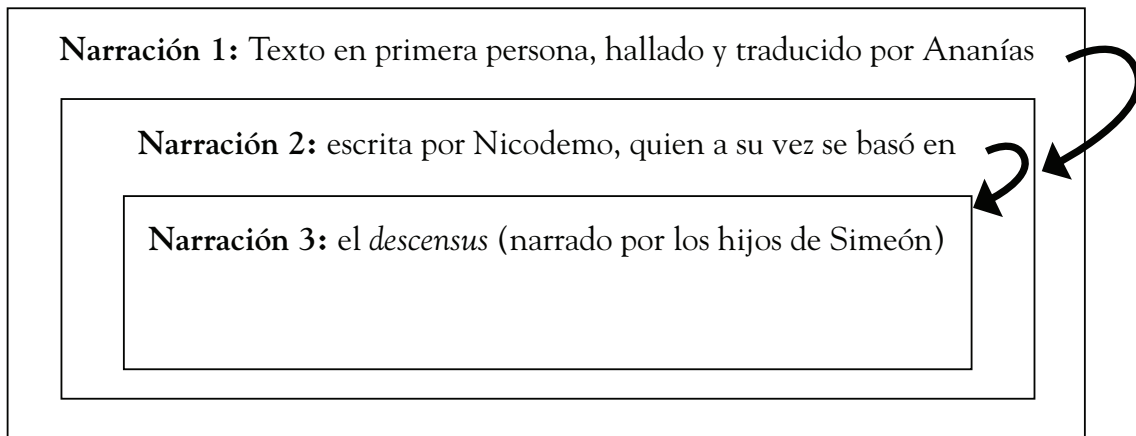 Narración 1: Texto en primera persona, hallado y traducido por Ananías
Narración 2: escrita por Nicodemo, quien a su vez se basó en
Narración 3: el descensus (narrado por los hijos de Simeón)